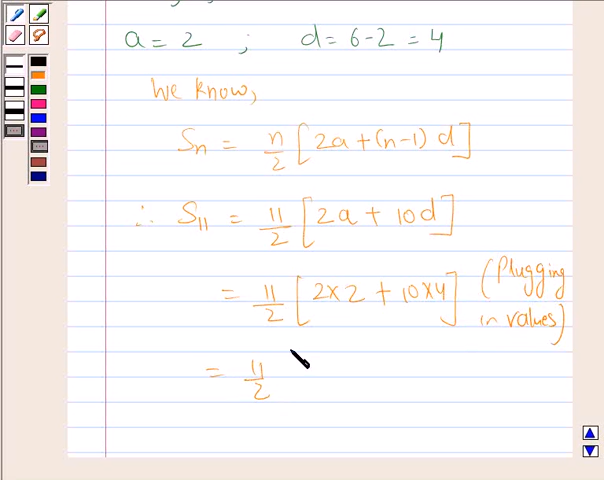 a = 2 ; d = 6-2 = 4
We know,
Sn = n/2 [2a + (n-1) d]
∴ S11 = 11/2 [2a + 10d]
= 11/2 [2×2 + 10×4] (Plugging in values)
= 11/2